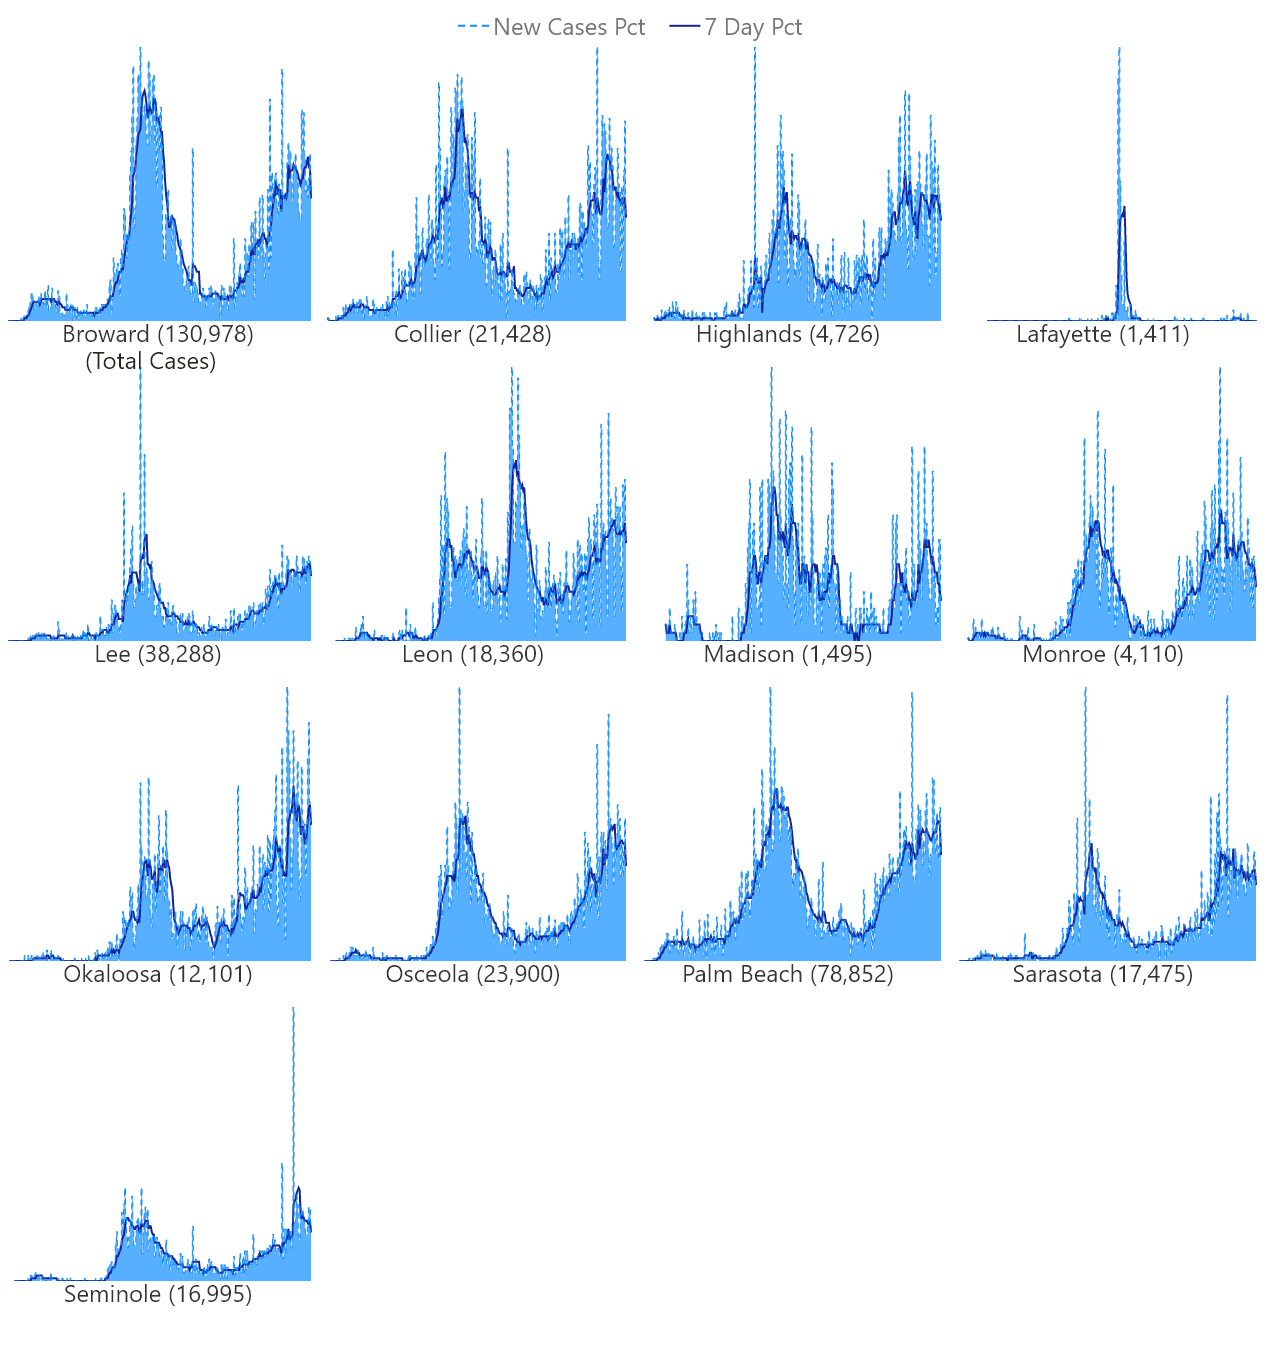 New Cases Pct 7 Day Pct
Broward (130,978)
(Total Cases)
Collier (21,428)
Highlands (4,726)
Lafayette (1,411)
Lee (38,288)
Leon (18,360)
Madison (1,495)
Monroe (4,110)
Okaloosa (12,101)
Osceola (23,900)
Palm Beach (78,852)
Sarasota (17,475)
Seminole (16,995)